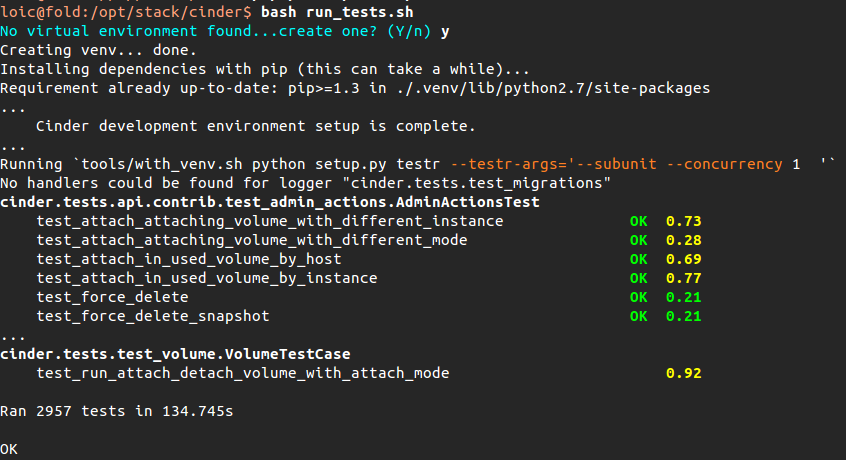 loic@fold:/opt/stack/cinder$ bash run_tests.sh
No virtual environment found...create one? (Y/n) y
Creating venv... done.
Installing dependencies with pip (this can take a while)...
Requirement already up-to-date: pip>=1.3 in ./.venv/lib/python2.7/site-packages
...
    Cinder development environment setup is complete.
...
Running `tools/with_venv.sh python setup.py testr --testr-args='--subunit --concurrency 1  '`
No handlers could be found for logger "cinder.tests.test_migrations"
cinder.tests.api.contrib.test_admin_actions.AdminActionsTest
    test_attach_attaching_volume_with_different_instance              OK  0.73
    test_attach_attaching_volume_with_different_mode                  OK  0.28
    test_attach_in_used_volume_by_host                                OK  0.69
    test_attach_in_used_volume_by_instance                            OK  0.77
    test_force_delete                                                 OK  0.21
    test_force_delete_snapshot                                        OK  0.21
...
cinder.tests.test_volume.VolumeTestCase
    test_run_attach_detach_volume_with_attach_mode                        0.92
Ran 2957 tests in 134.745s
OK